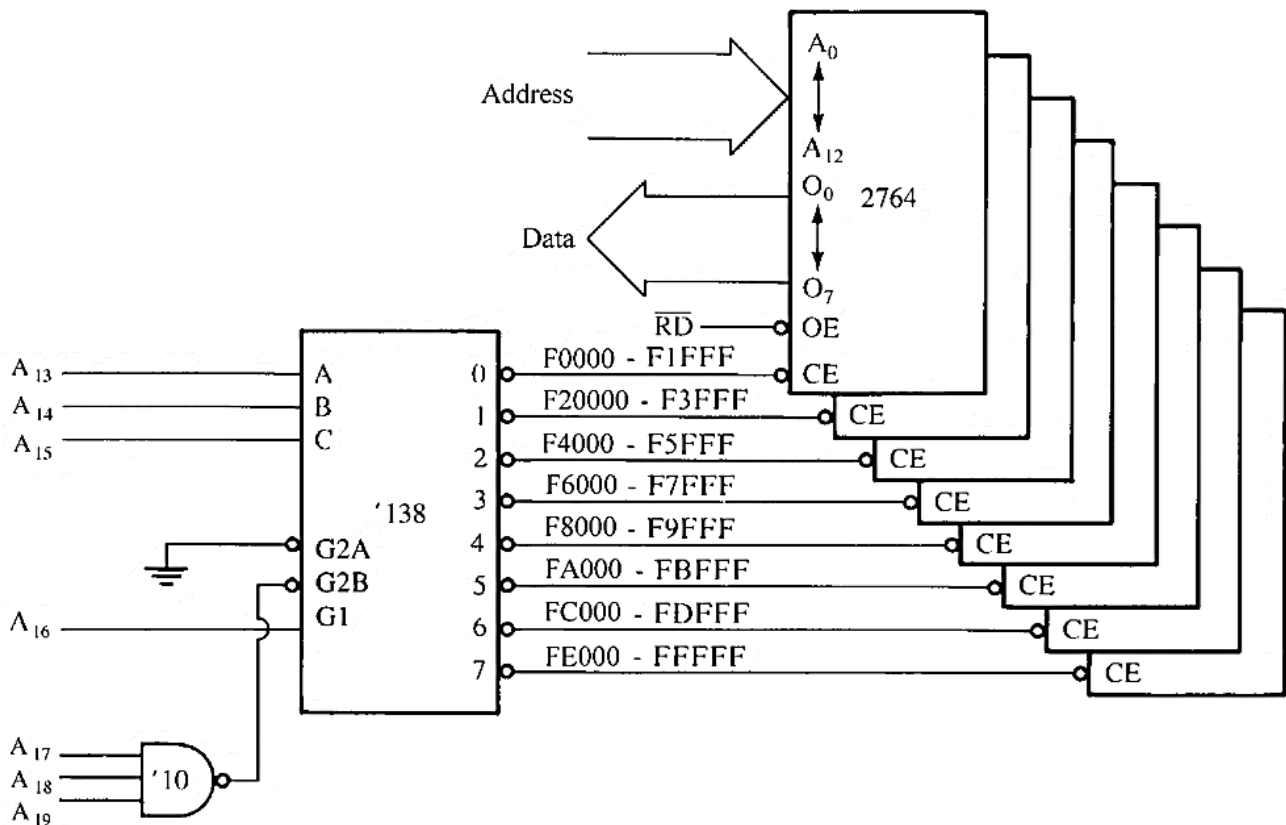 Address
A0
A12
2764
Data
O0
O7
RD
OE
CE
A13
A14
A15
A
B
C
'138
G2A
G2B
G1
A16
0
1
2
3
4
5
6
7
F0000 - F1FFF
F20000 - F3FFF
F4000 - F5FFF
F6000 - F7FFF
F8000 - F9FFF
FA000 - FBFFF
FC000 - FDFFF
FE000 - FFFFF
CE
CE
CE
CE
CE
CE
CE
A17
A18
A19
'10